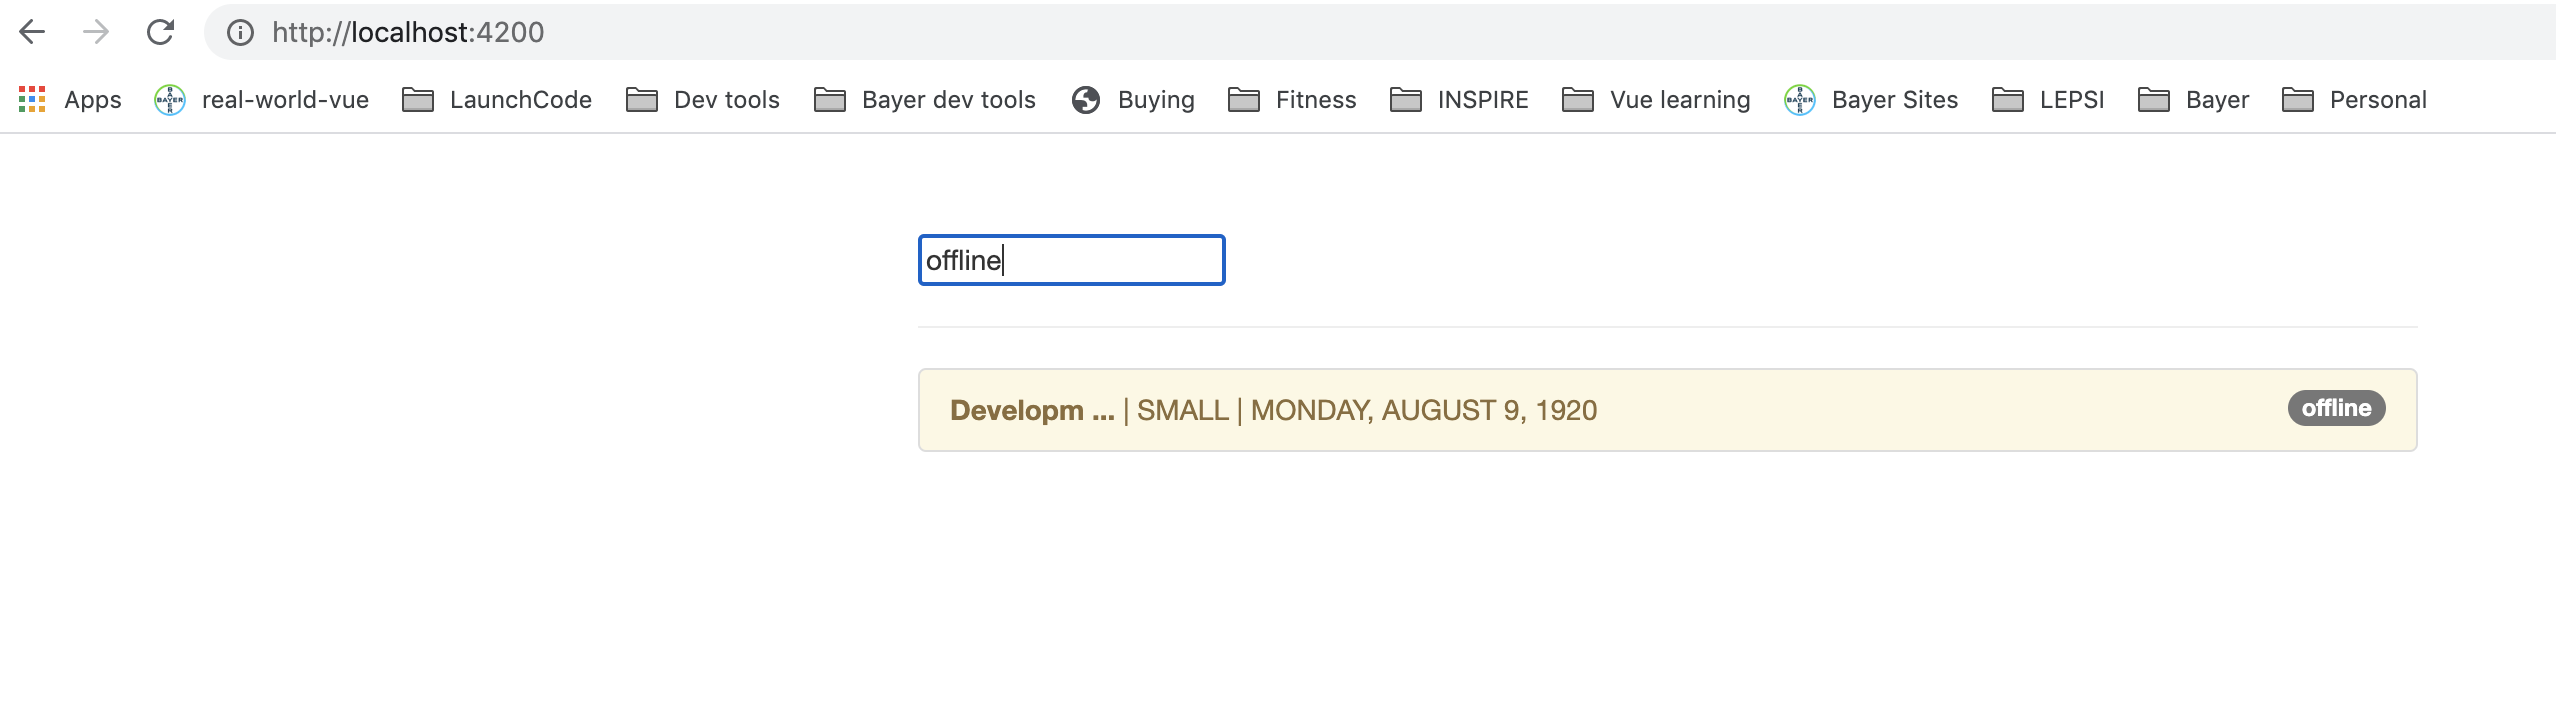 http://localhost:4200
Apps real-world-vue LaunchCode Dev tools Bayer dev tools Buying Fitness INSPIRE Vue learning Bayer Sites LEPSI Bayer Personal
offline
Developm ... | SMALL | MONDAY, AUGUST 9, 1920 offline